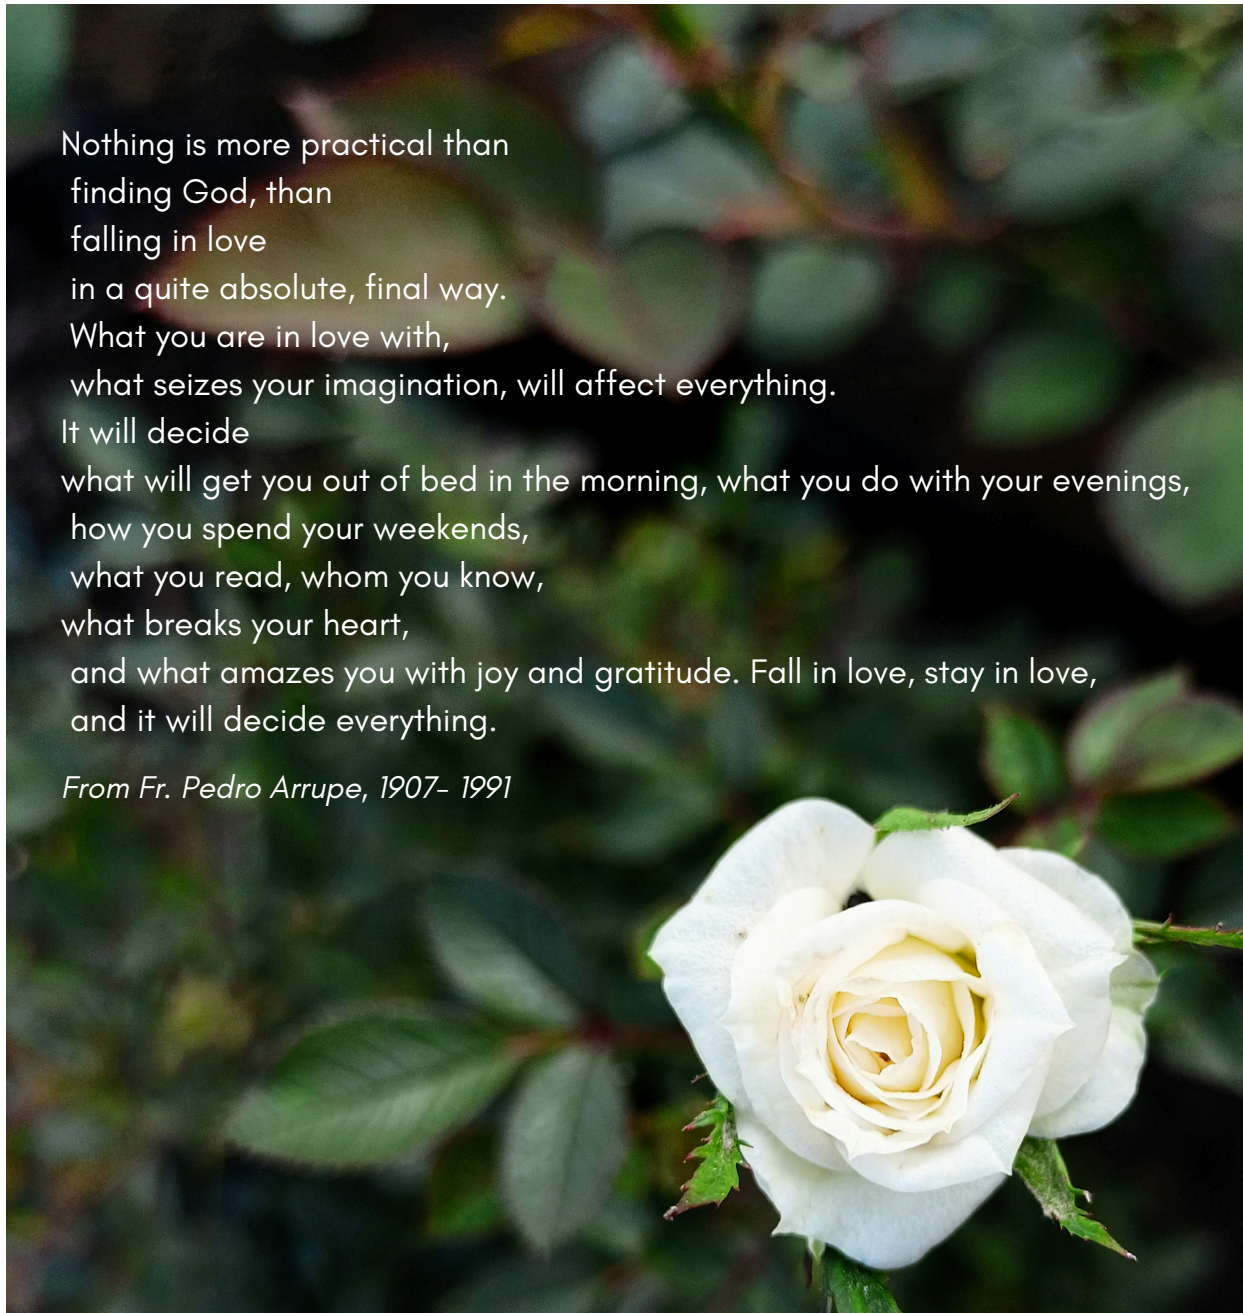 Nothing is more practical than
finding God, than
falling in love
in a quite absolute, final way.
What you are in love with,
what seizes your imagination, will affect everything.
It will decide
what will get you out of bed in the morning, what you do with your evenings,
how you spend your weekends,
what you read, whom you know,
what breaks your heart,
and what amazes you with joy and gratitude. Fall in love, stay in love,
and it will decide everything.
From Fr. Pedro Arrupe, 1907- 1991